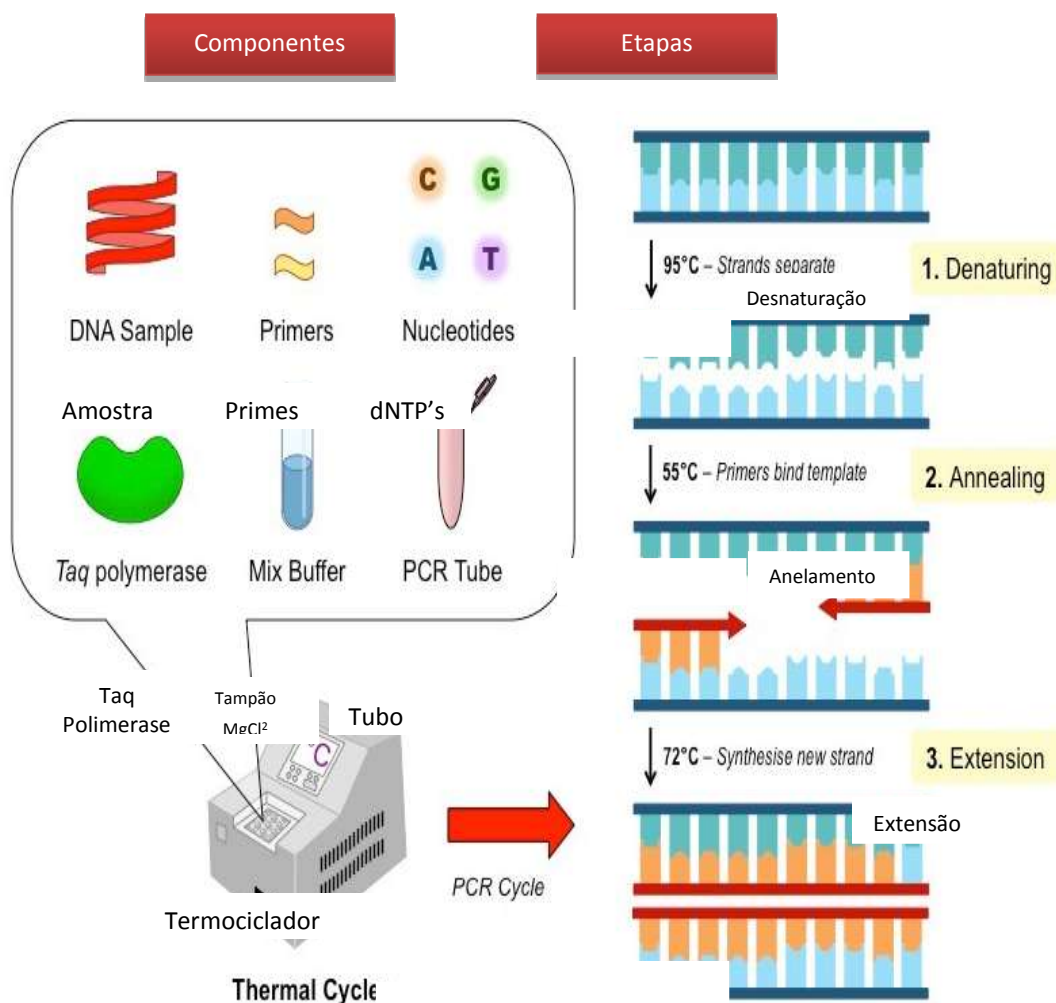 Componentes
Etapas
C G
A T
DNA Sample
Primers
Nucleotides
Amostra
Primes
dNTP's
Taq polymerase
Mix Buffer
PCR Tube
Taq
Polimerase
Tampão
MgCl²
Tubo
°C
Termociclador
Thermal Cycle
PCR Cycle
95°C – Strands separate
1. Denaturing
Desnaturação
55°C – Primers bind template
2. Annealing
Anelamento
72°C – Synthesise new strand
3. Extension
Extensão